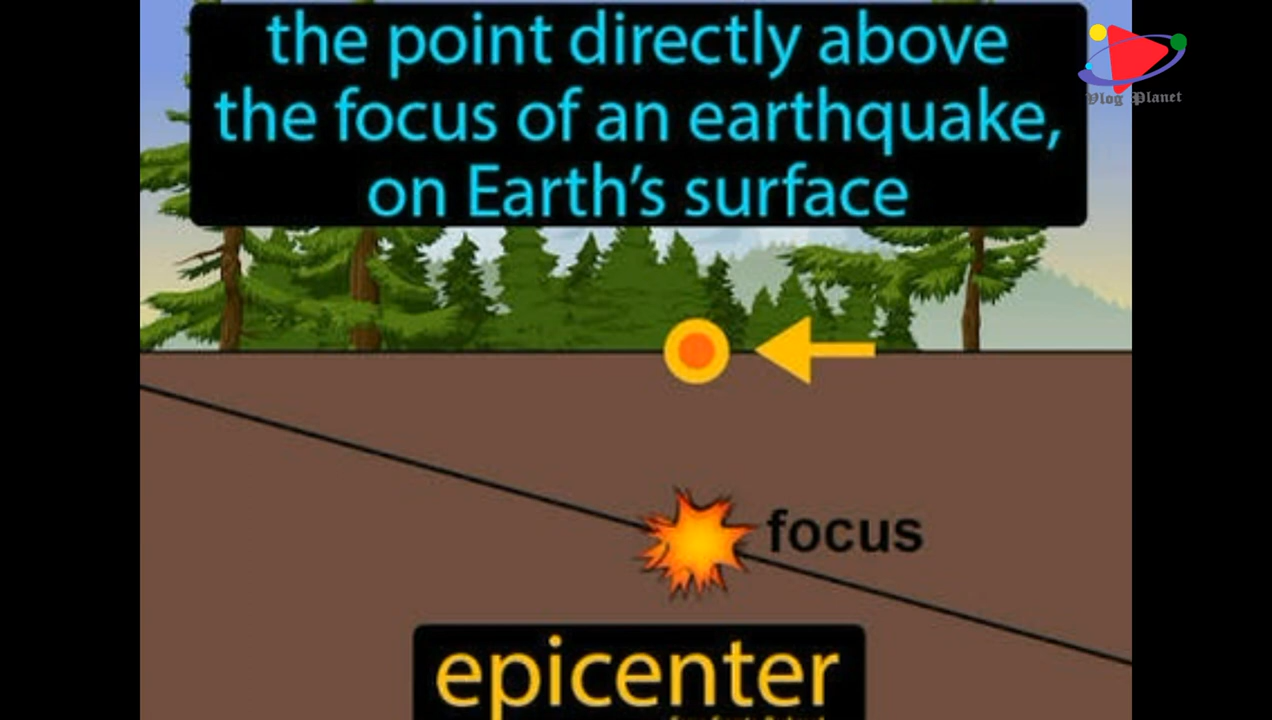 the point directly above
the focus of an earthquake,
on Earth's surface
Vlog Planet
focus
epicenter